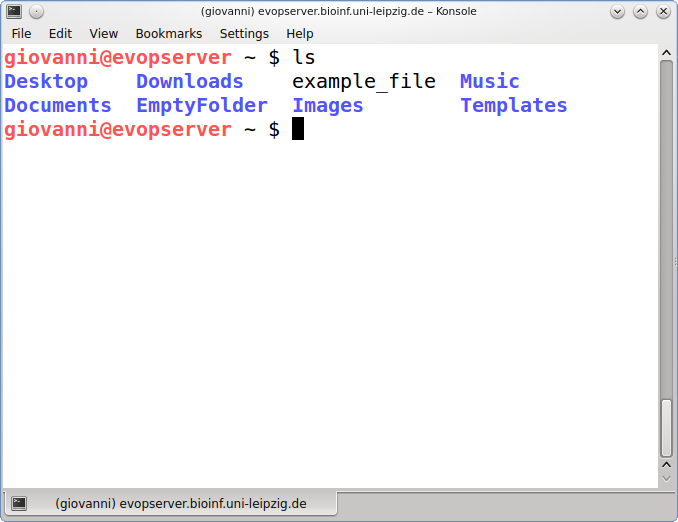 (giovanni) evopserver.bioinf.uni-leipzig.de – Konsole
File Edit View Bookmarks Settings Help
giovanni@evopserver ~ $ ls
Desktop Downloads example_file Music
Documents EmptyFolder Images Templates
giovanni@evopserver ~ $
(giovanni) evopserver.bioinf.uni-leipzig.de